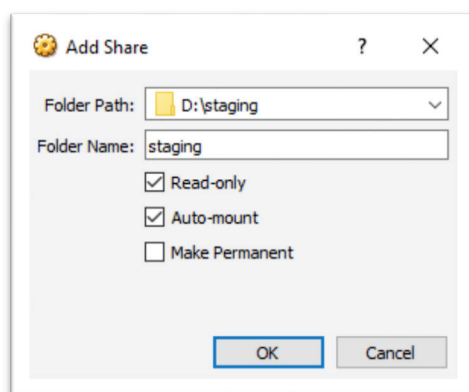 Add Share ?
Folder Path: D:\staging
Folder Name: staging
Read-only
Auto-mount
Make Permanent
OK Cancel